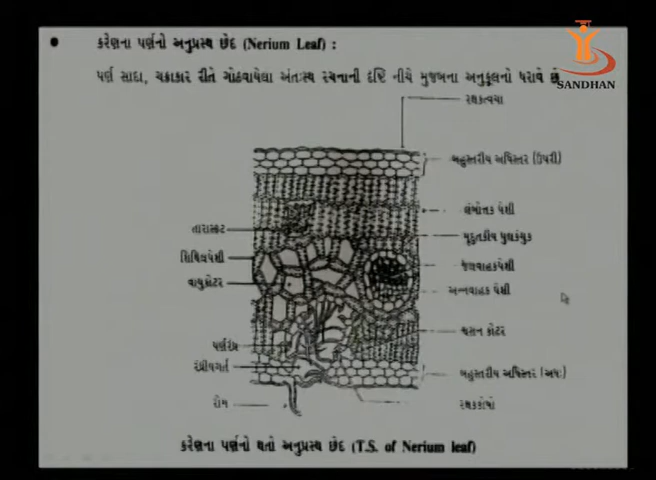 કરેણના પર્ણનો અનુપ્રસ્થ છેદ (Nerium Leaf) :
પર્ણ સાદા, ચક્રાકાર રીતે ગોઠવાયેલા અંતઃસ્થ રચનાની દૃષ્ટિ નીચે મુજબના અનુકૂલનો ધરાવે છે
SANDHAN
રક્ષકત્વચા
બહુસ્તરીય અધિસ્તર (ઉપરી)
લંબોત્તક પેશી
તારાસ્ફટ
મૃદુતકીય પુલકંચુક
શિથિલપેશી
જલવાહકપેશી
વાયુકોટર
અન્નવાહક પેશી
શ્વસન કોટર
પર્ણરંધ્ર
રંધ્રીયગર્ત
બહુસ્તરીય અધિસ્તર (અધઃ)
રોમ
રક્ષકકોષો
કરેણના પર્ણનો થતો અનુપ્રસ્થ છેદ (T.S. of Nerium leaf)